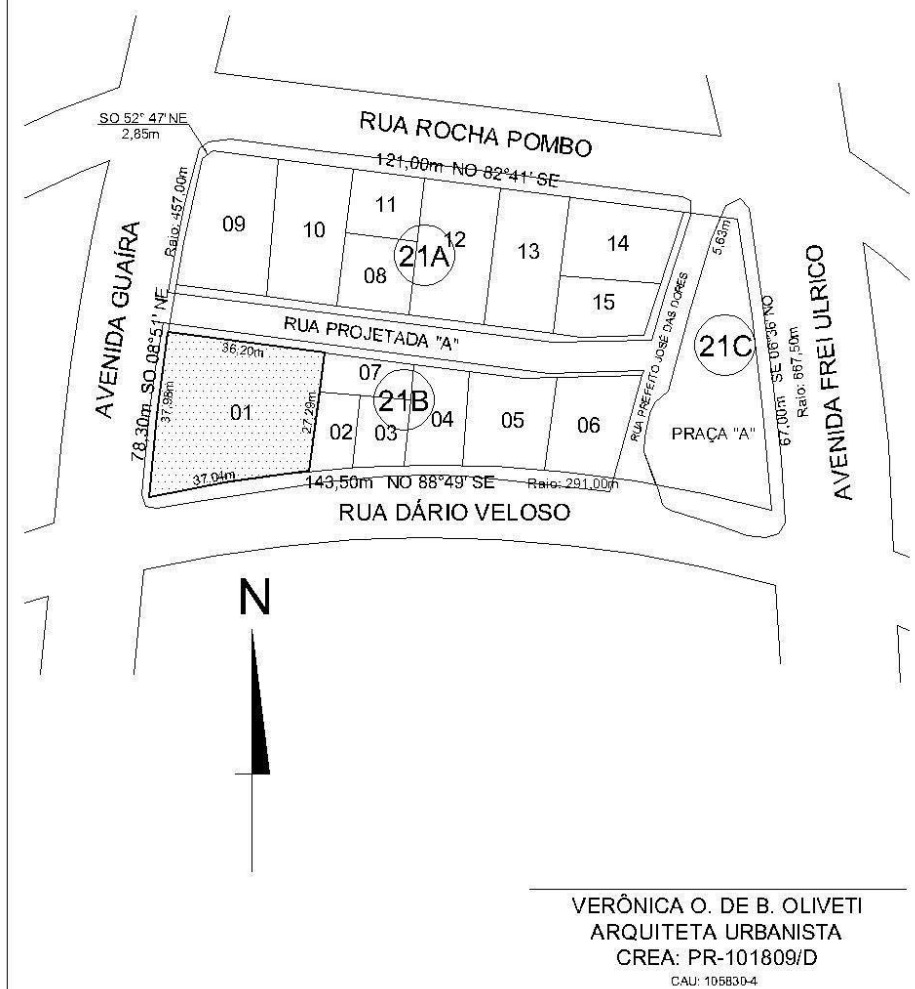 RUA ROCHA POMBO
SO 52° 47' NE
2,85m
121,00m NO 82°41' SE
Raio: 457,00m
AVENIDA GUAÍRA
78,30m SO 08°51' NE
09
10
11
12
21A
08
13
14
15
5,63m
RUA PROJETADA "A"
RUA PREFEITO JOSÉ DAS DORES
21C
PRAÇA "A"
67,00m SE 06°36' NO
Raio: 667,50m
AVENIDA FREI ULRICO
36,20m
37,98m
01
27,29m
37,04m
07
21B
02
03
04
05
06
143,50m NO 88°49' SE
Raio: 291,00m
RUA DÁRIO VELOSO
N
VERÔNICA O. DE B. OLIVETI
ARQUITETA URBANISTA
CREA: PR-101809/D
CAU: 105830-4